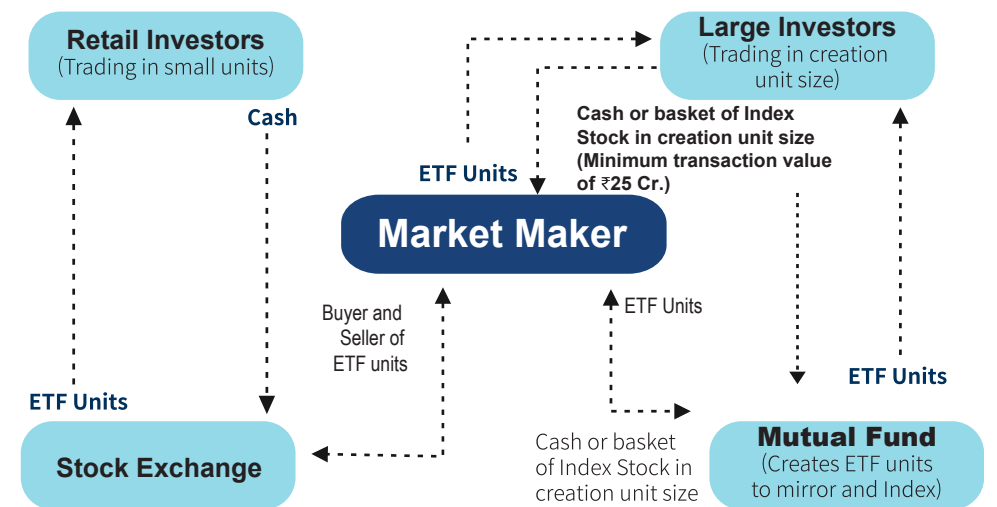 Retail Investors
(Trading in small units)
Large Investors
(Trading in creation
unit size)
Cash
Cash or basket of Index
Stock in creation unit size
(Minimum transaction value
of ₹25 Cr.)
ETF Units
Market Maker
Buyer and
Seller of
ETF units
ETF Units
ETF Units
ETF Units
Stock Exchange
Cash or basket
of Index Stock in
creation unit size
Mutual Fund
(Creates ETF units
to mirror and Index)